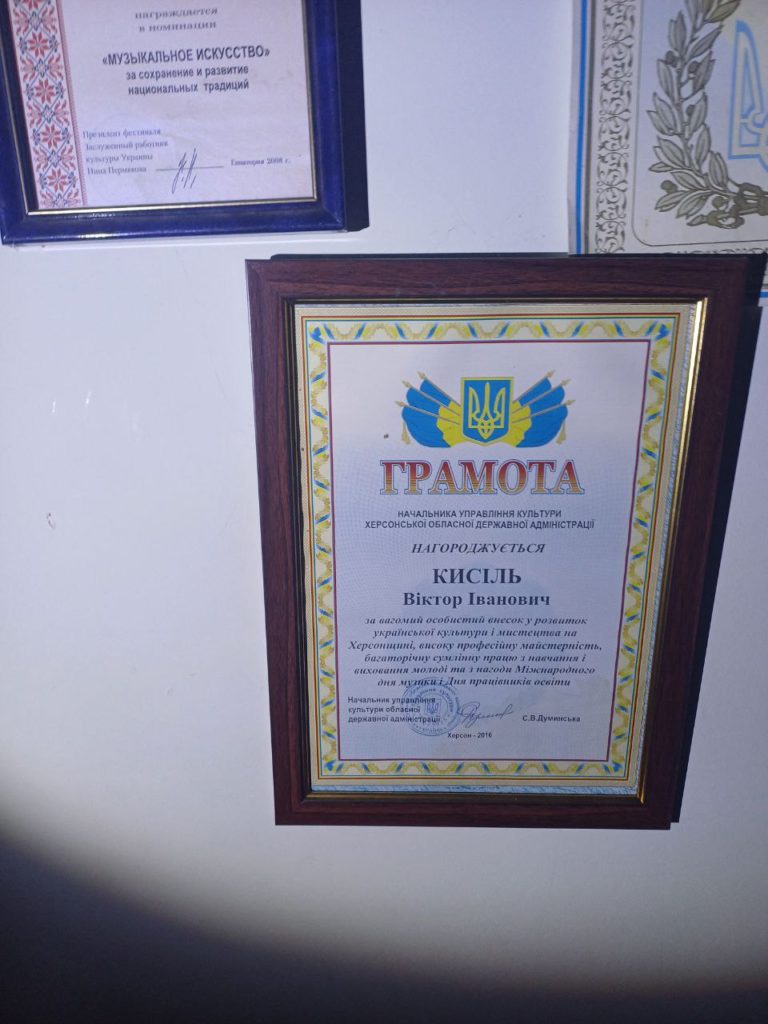 награждается
в номинации
«МУЗЫКАЛЬНОЕ ИСКУССТВО»
за сохранение и развитие
национальных традиций
Президент фестиваля
Заслуженный работник
культуры Украины
Нина Пермякова
Евпатория 2008 г.
ГРАМОТА
НАЧАЛЬНИКА УПРАВЛІННЯ КУЛЬТУРИ
ХЕРСОНСЬКОЇ ОБЛАСНОЇ ДЕРЖАВНОЇ АДМІНІСТРАЦІЇ
НАГОРОДЖУЄТЬСЯ
КИСІЛЬ
Віктор Іванович
за вагомий особистий внесок у розвиток
української культури і мистецтва на
Херсонщині, високу професійну майстерність,
багаторічну сумлінну працю з навчання і
виховання молоді та з нагоди Міжнародного
дня музики і Дня працівників освіти
Начальник управління
культури обласної
державної адміністрації
С.В.Думинська
Херсон - 2016